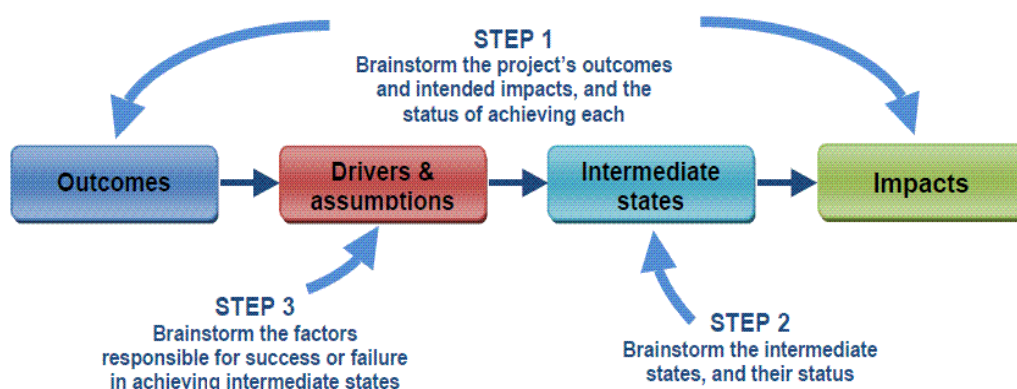 STEP 1
Brainstorm the project's outcomes
and intended impacts, and the
status of achieving each
Outcomes
Drivers &
assumptions
Intermediate
states
Impacts
STEP 3
Brainstorm the factors
responsible for success or failure
in achieving intermediate states
STEP 2
Brainstorm the intermediate
states, and their status